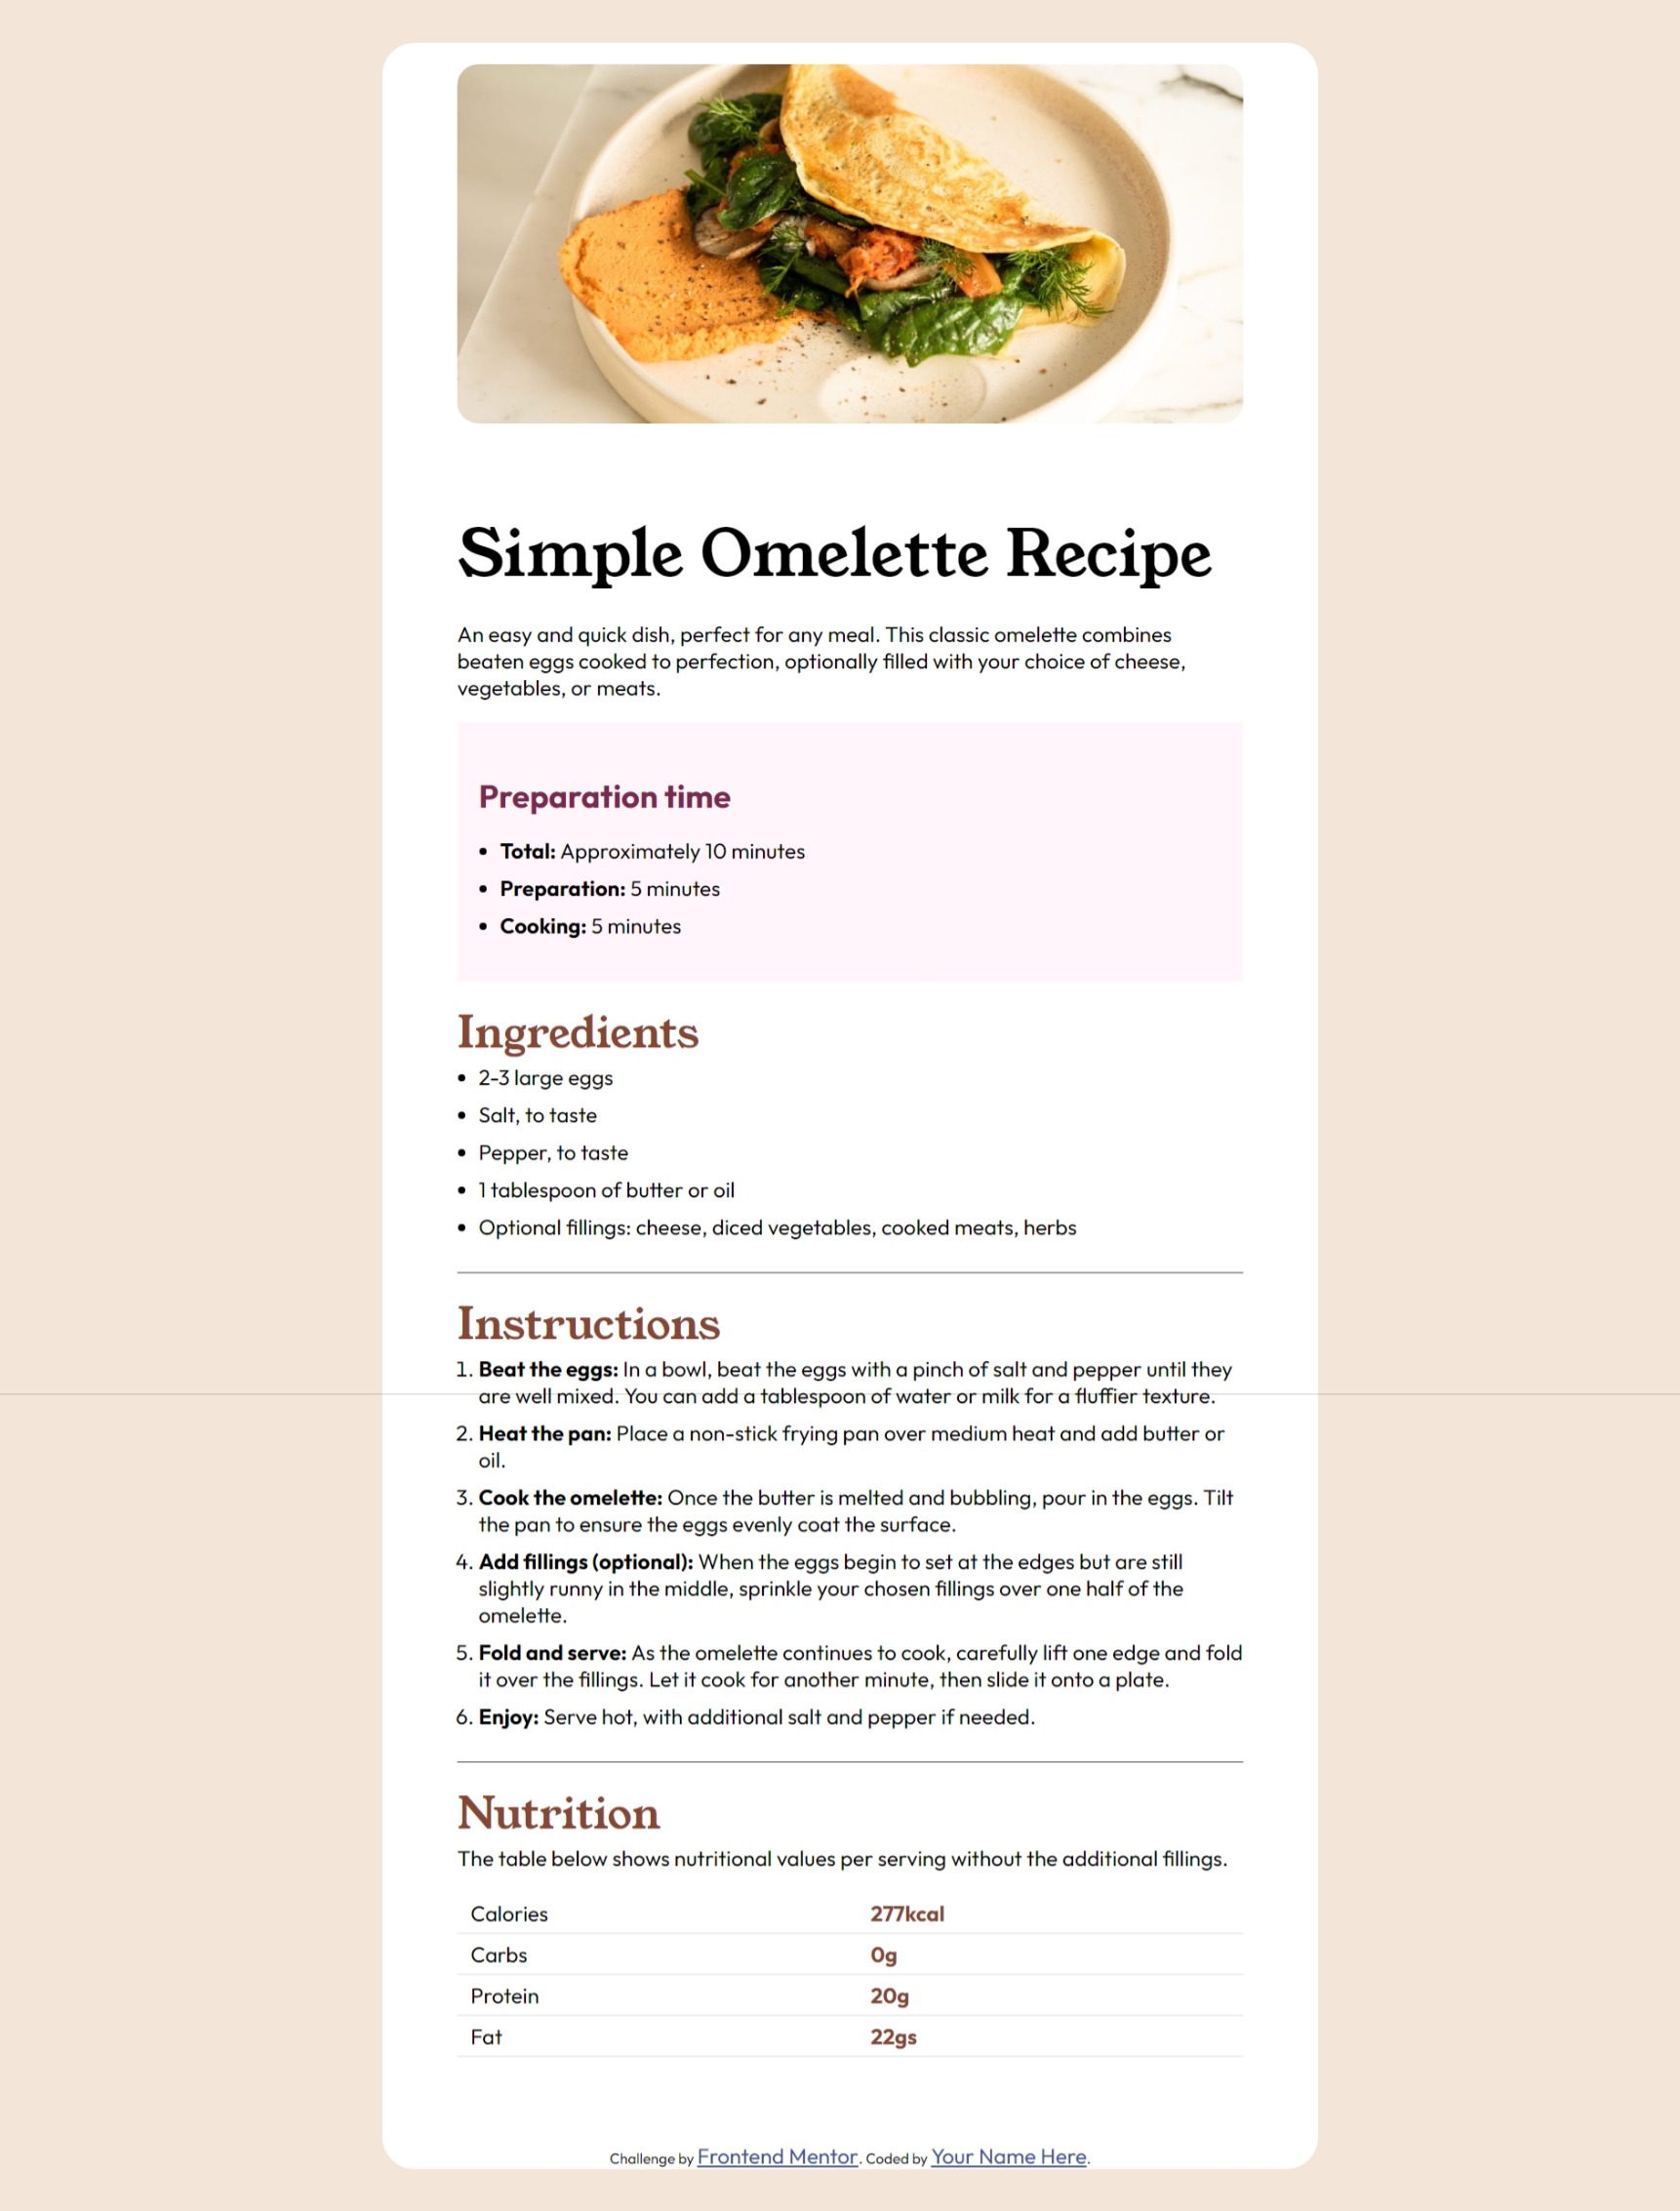 Simple Omelette Recipe
An easy and quick dish, perfect for any meal. This classic omelette combines
beaten eggs cooked to perfection, optionally filled with your choice of cheese,
vegetables, or meats.
Preparation time
• Total: Approximately 10 minutes
• Preparation: 5 minutes
• Cooking: 5 minutes
Ingredients
• 2-3 large eggs
• Salt, to taste
• Pepper, to taste
• 1 tablespoon of butter or oil
• Optional fillings: cheese, diced vegetables, cooked meats, herbs
Instructions
1. Beat the eggs: In a bowl, beat the eggs with a pinch of salt and pepper until they
are well mixed. You can add a tablespoon of water or milk for a fluffier texture.
2. Heat the pan: Place a non-stick frying pan over medium heat and add butter or
oil.
3. Cook the omelette: Once the butter is melted and bubbling, pour in the eggs. Tilt
the pan to ensure the eggs evenly coat the surface.
4. Add fillings (optional): When the eggs begin to set at the edges but are still
slightly runny in the middle, sprinkle your chosen fillings over one half of the
omelette.
5. Fold and serve: As the omelette continues to cook, carefully lift one edge and fold
it over the fillings. Let it cook for another minute, then slide it onto a plate.
6. Enjoy: Serve hot, with additional salt and pepper if needed.
Nutrition
The table below shows nutritional values per serving without the additional fillings.
Calories 277kcal
Carbs 0g
Protein 20g
Fat 22gs
Challenge by Frontend Mentor. Coded by Your Name Here.